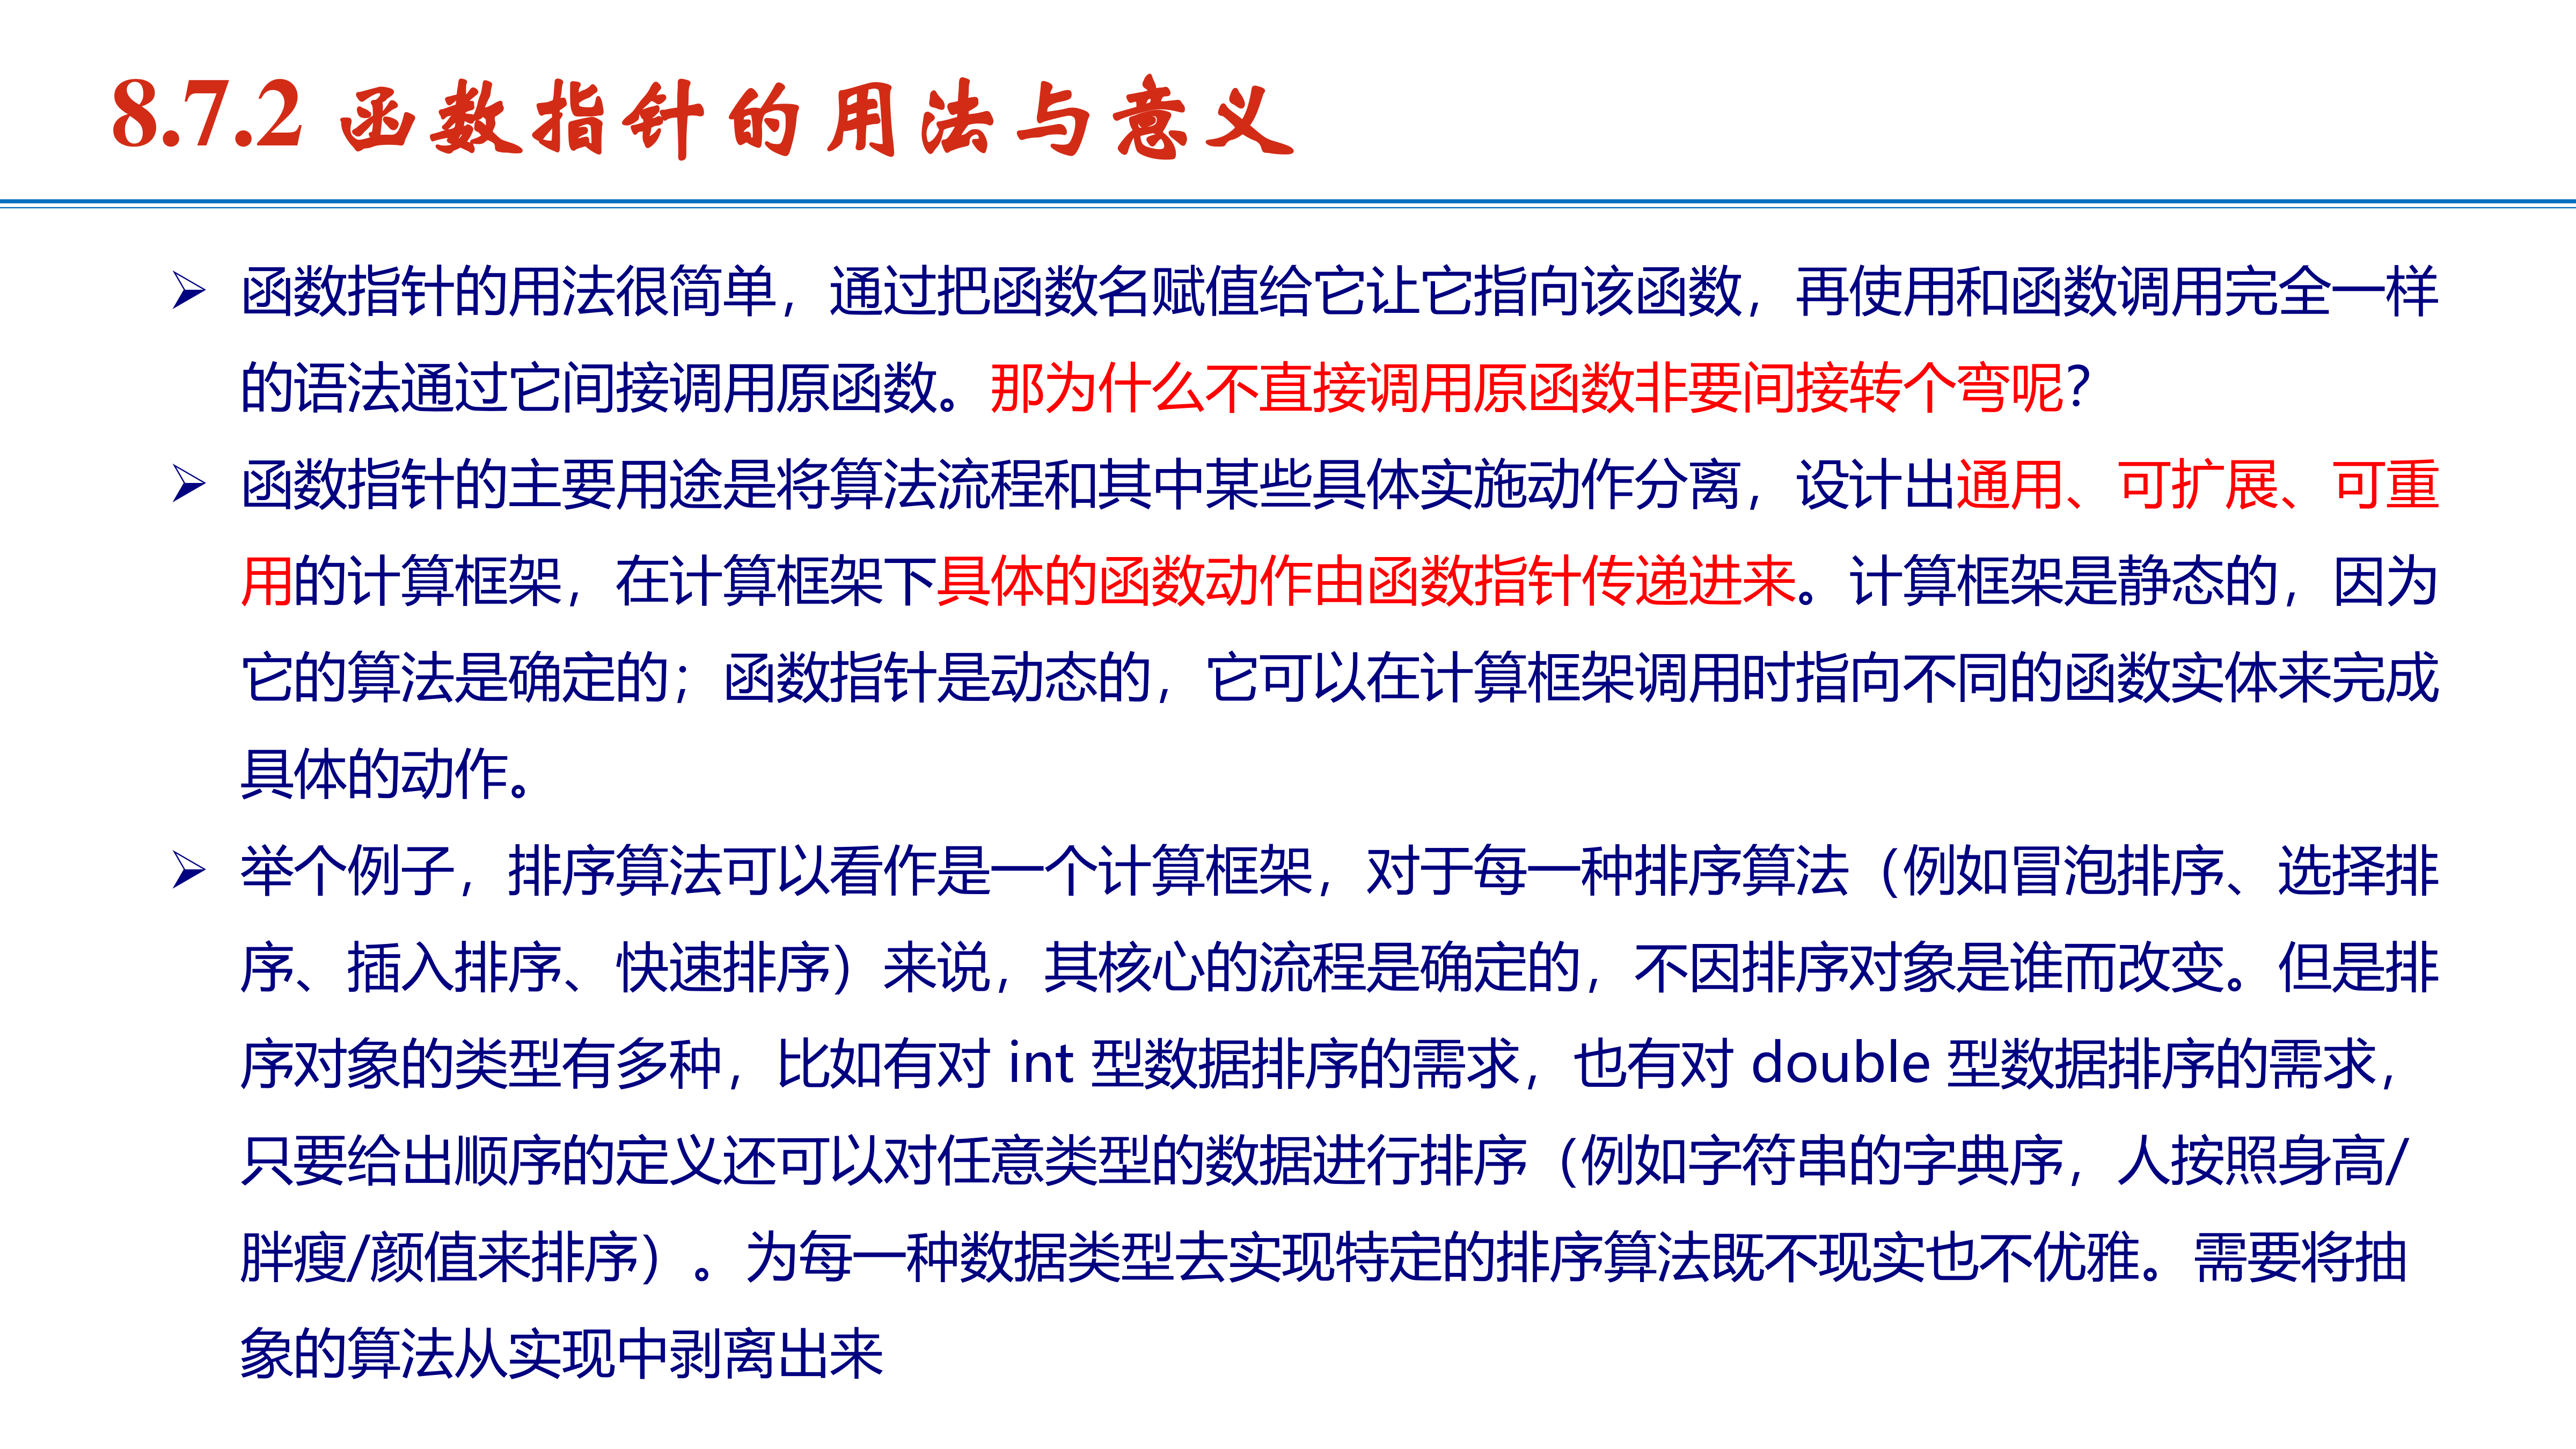 8.7.2 函数指针的用法与意义
函数指针的用法很简单，通过把函数名赋值给它让它指向该函数，再使用和函数调用完全一样
的语法通过它间接调用原函数。那为什么不直接调用原函数非要间接转个弯呢？
函数指针的主要用途是将算法流程和其中某些具体实施动作分离，设计出通用、可扩展、可重
用的计算框架，在计算框架下具体的函数动作由函数指针传递进来。计算框架是静态的，因为
它的算法是确定的；函数指针是动态的，它可以在计算框架调用时指向不同的函数实体来完成
具体的动作。
举个例子，排序算法可以看作是一个计算框架，对于每一种排序算法（例如冒泡排序、选择排
序、插入排序、快速排序）来说，其核心的流程是确定的，不因排序对象是谁而改变。但是排
序对象的类型有多种，比如有对 int 型数据排序的需求，也有对 double 型数据排序的需求，
只要给出顺序的定义还可以对任意类型的数据进行排序（例如字符串的字典序，人按照身高/
胖瘦/颜值来排序）。为每一种数据类型去实现特定的排序算法既不现实也不优雅。需要将抽
象的算法从实现中剥离出来